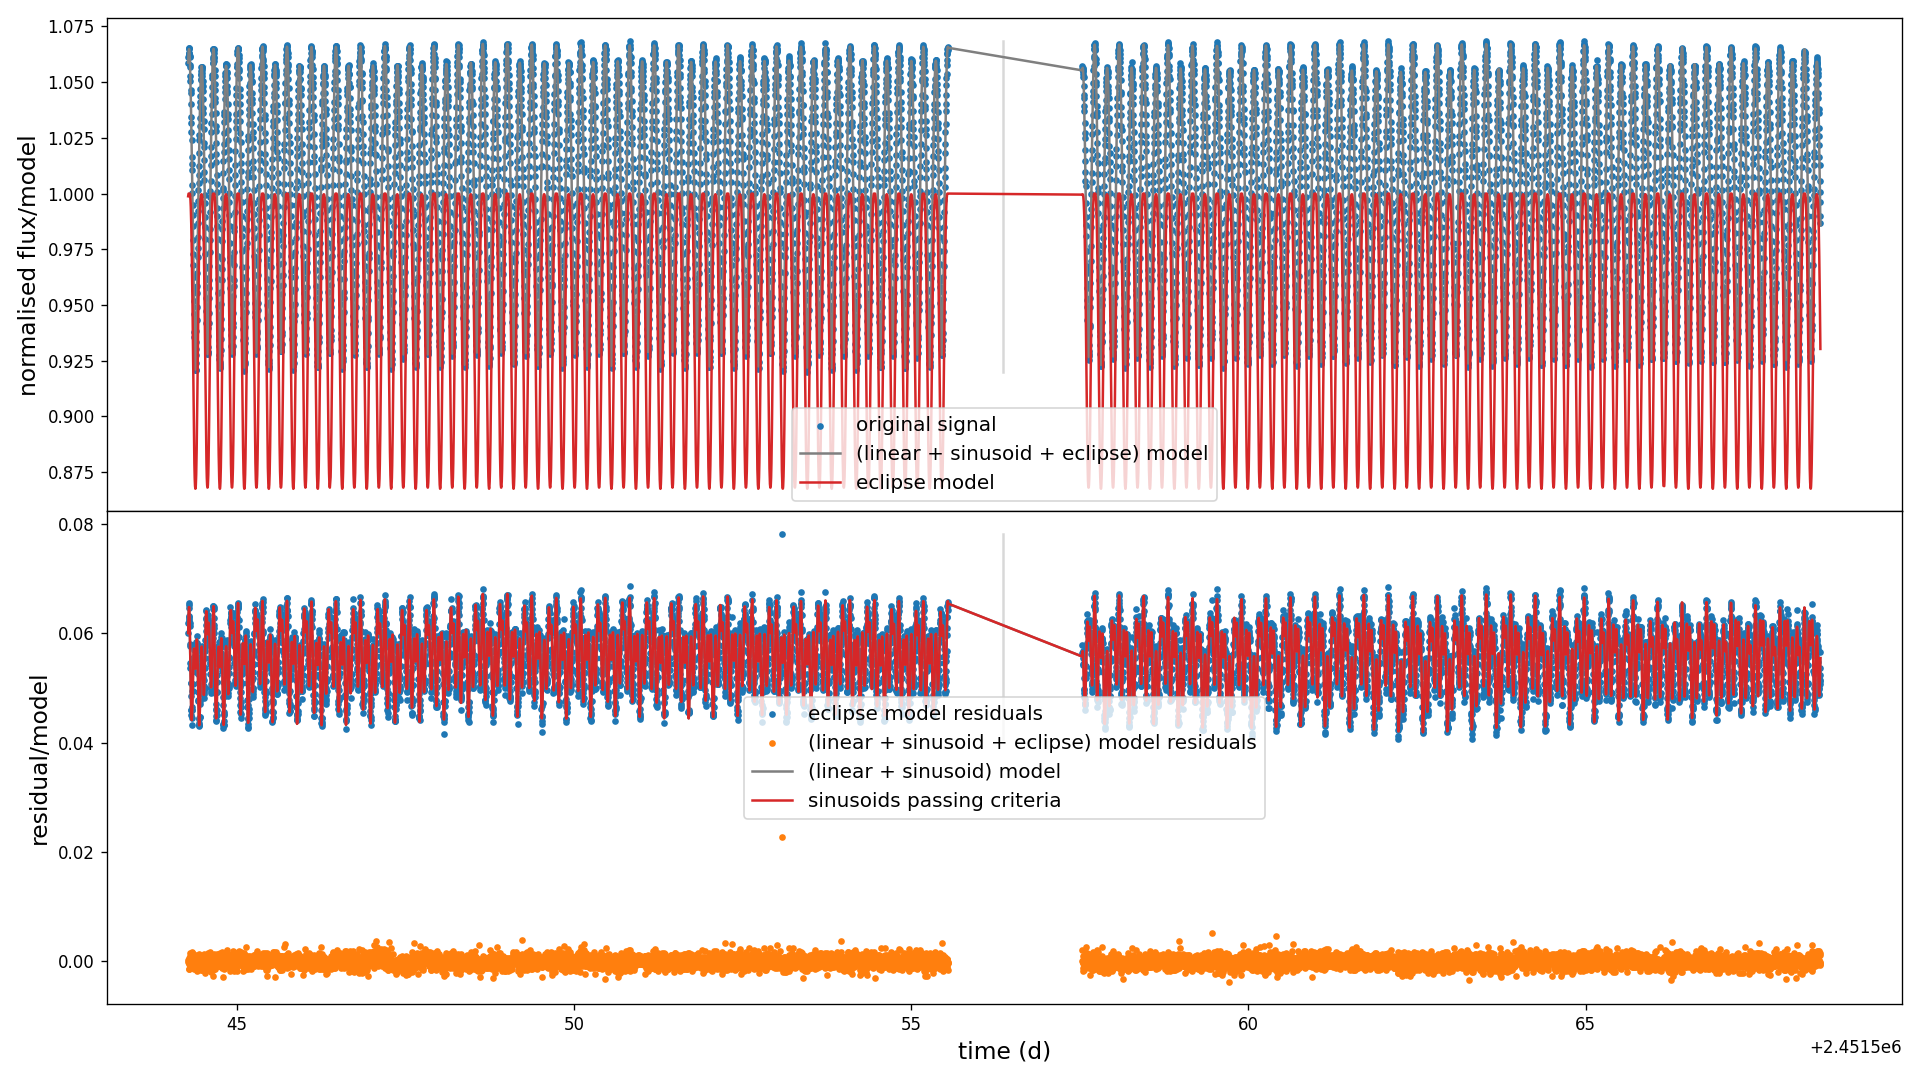 normalised flux/model
1.075
1.050
1.025
1.000
0.975
0.950
0.925
0.900
0.875
original signal
(linear + sinusoid + eclipse) model
eclipse model
residual/model
0.08
0.06
0.04
0.02
0.00
eclipse model residuals
(linear + sinusoid + eclipse) model residuals
(linear + sinusoid) model
sinusoids passing criteria
45 50 55 60 65
time (d)
+2.4515e6